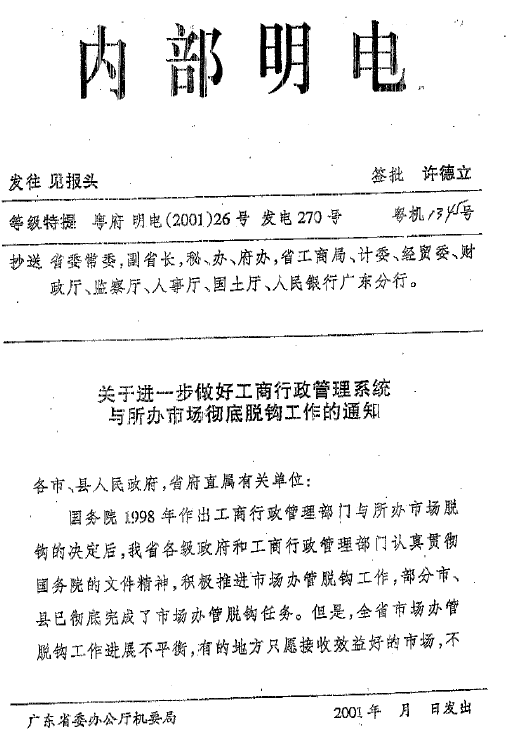 内部明电
发往 见报头 签批 许德立
等级特提 粤府 明电(2001)26号 发电270号 粤机1345号
抄送 省委常委,副省长,秘、办、府办,省工商局、计委、经贸委、财
政厅、监察厅、人事厅、国土厅、人民银行广东分行。
关于进一步做好工商行政管理系统
与所办市场彻底脱钩工作的通知
各市、县人民政府,省府直属有关单位:
国务院1998年作出工商行政管理部门与所办市场脱
钩的决定后,我省各级政府和工商行政管理部门认真贯彻
国务院的文件精神,积极推进市场办管脱钩工作,部分市、
县已彻底完成了市场办管脱钩任务。但是,全省市场办管
脱钩工作进展不平衡,有的地方只愿接收效益好的市场,不
广东省委办公厅机要局 2001年 月 日发出